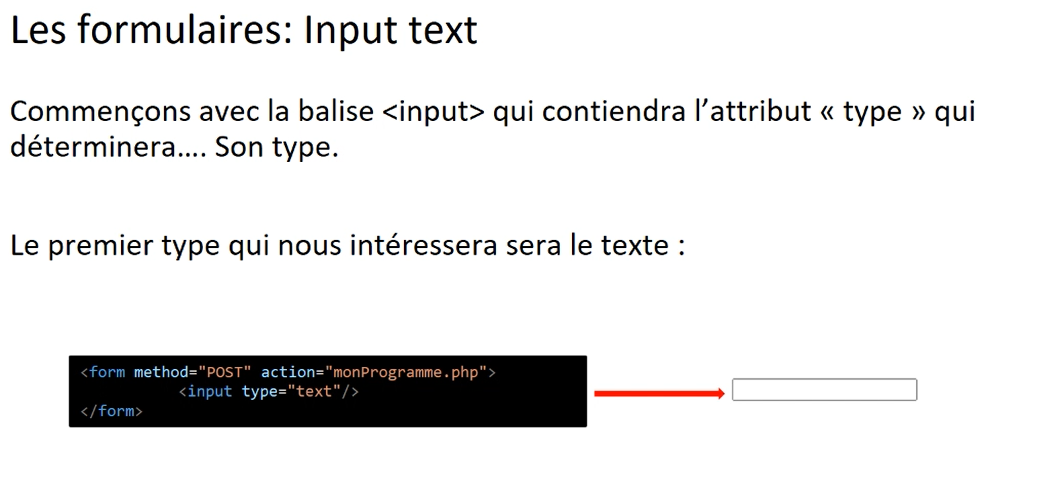 Les formulaires: Input text
Commençons avec la balise <input> qui contiendra l’attribut « type » qui
déterminera.... Son type.
Le premier type qui nous intéressera sera le texte :
<form method="POST" action="monProgramme.php">
<input type="text"/>
</form>